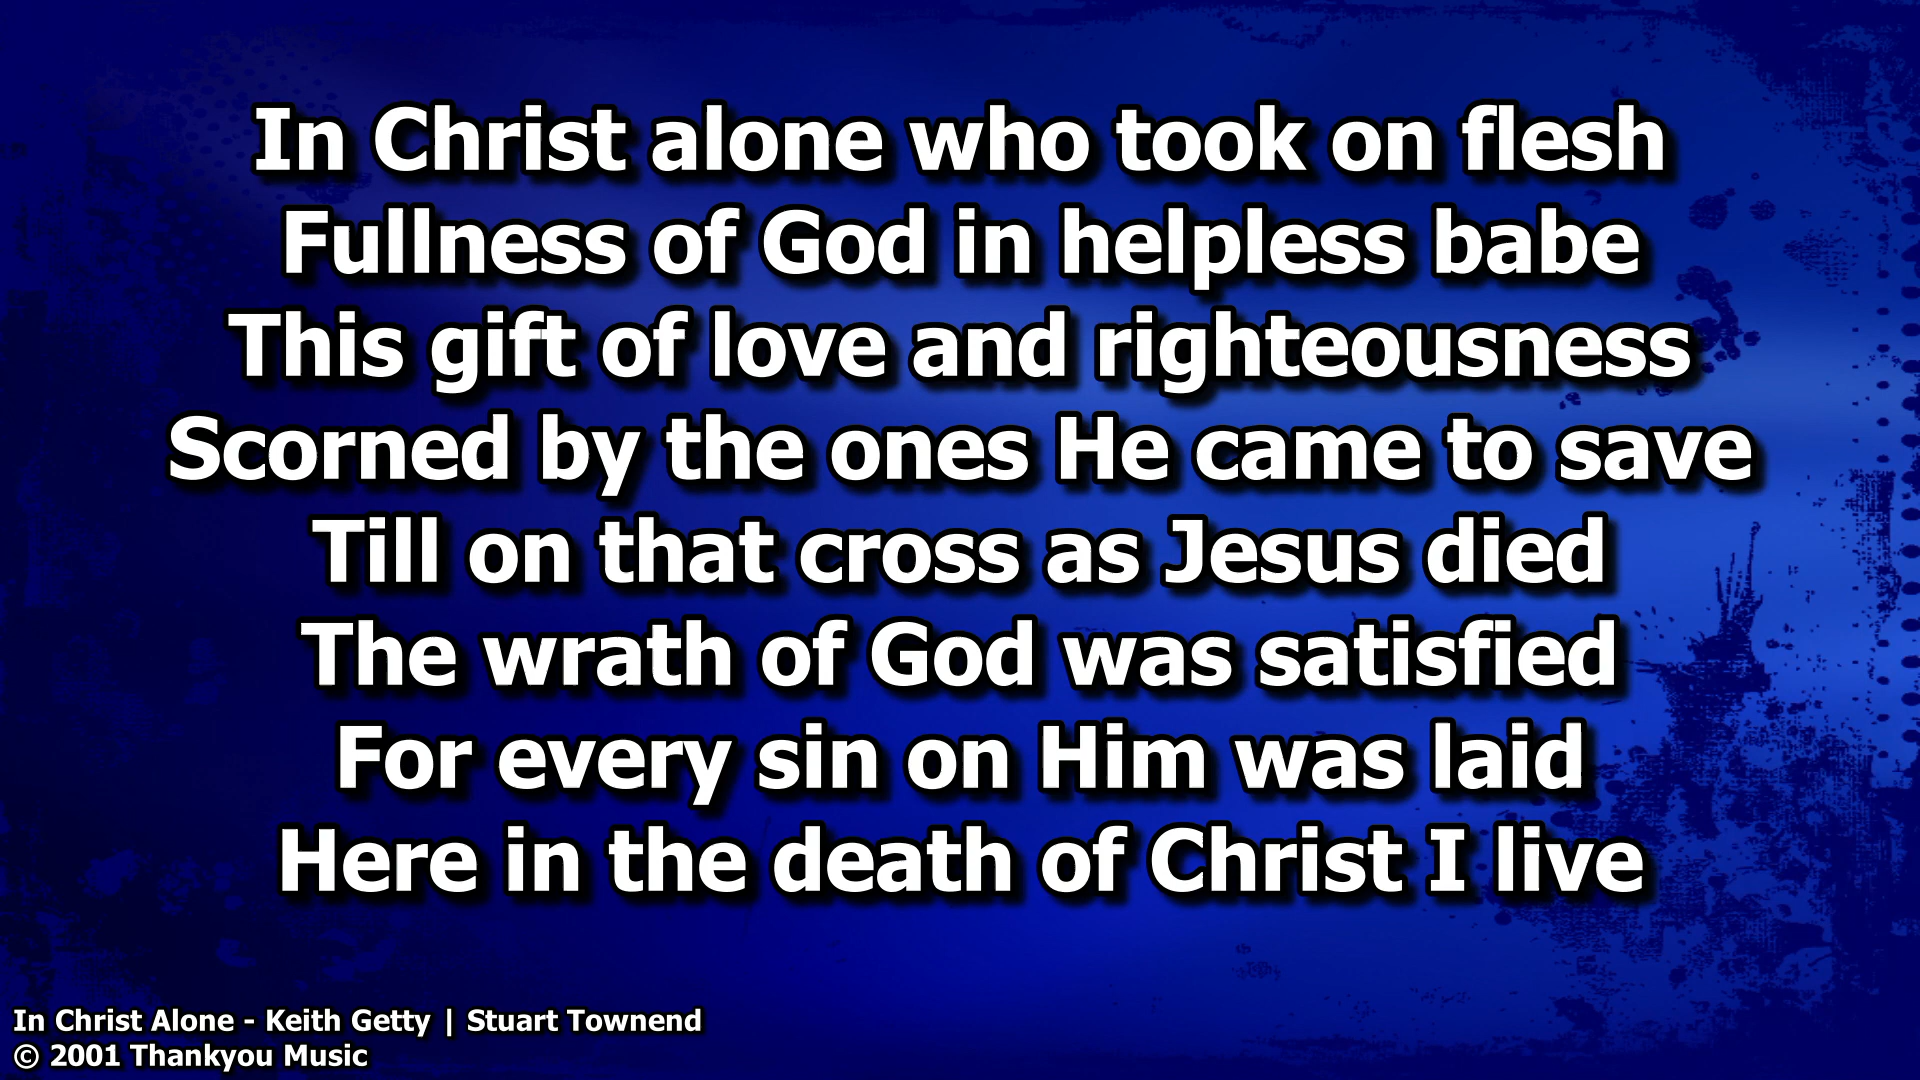 In Christ alone who took on flesh
Fullness of God in helpless babe
This gift of love and righteousness
Scorned by the ones He came to save
Till on that cross as Jesus died
The wrath of God was satisfied
For every sin on Him was laid
Here in the death of Christ I live
In Christ Alone - Keith Getty | Stuart Townend
© 2001 Thankyou Music